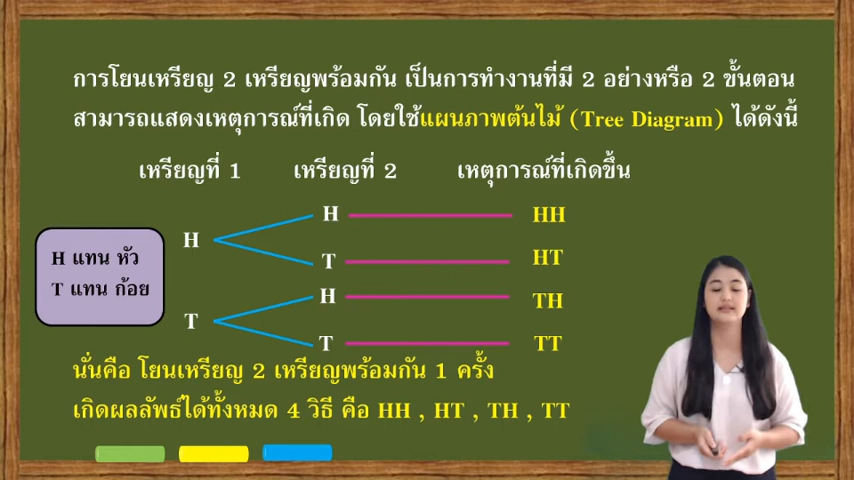 การโยนเหรียญ 2 เหรียญพร้อมกัน เป็นการทำงานที่มี 2 อย่างหรือ 2 ขั้นตอน
สามารถแสดงเหตุการณ์ที่เกิด โดยใช้แผนภาพต้นไม้ (Tree Diagram) ได้ดังนี้
เหรียญที่ 1 เหรียญที่ 2 เหตุการณ์ที่เกิดขึ้น
H HH
H
T HT
H แทน หัว
T แทน ก้อย
H TH
T
T TT
นั่นคือ โยนเหรียญ 2 เหรียญพร้อมกัน 1 ครั้ง
เกิดผลลัพธ์ได้ทั้งหมด 4 วิธี คือ HH , HT , TH , TT